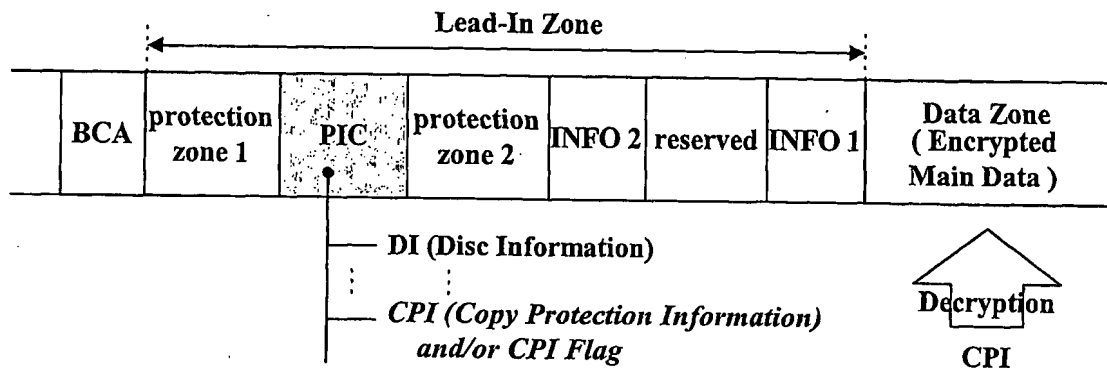 Lead-In Zone
BCA
protection
zone 1
PIC
protection
zone 2
INFO 2
reserved
INFO 1
Data Zone
( Encrypted
Main Data )
DI (Disc Information)
CPI (Copy Protection Information)
and/or CPI Flag
Decryption
CPI